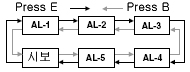 Press E Press B
AL-1 AL-2 AL-3
시보 AL-5 AL-4